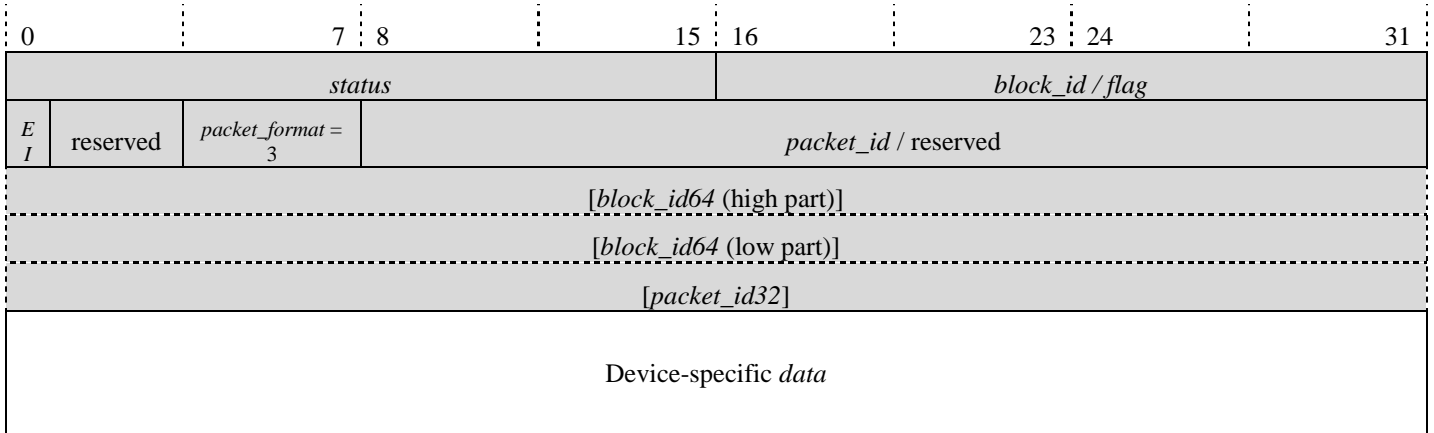 0 7 8 15 16 23 24 31
status block_id / flag
E
I
reserved
packet_format =
3
packet_id / reserved
[block_id64 (high part)]
[block_id64 (low part)]
[packet_id32]
Device-specific data